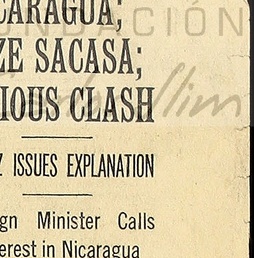 CARAGUA;
ZE SACASA;
IOUS CLASH
Z ISSUES EXPLANATION
gn Minister Calls
erest in Nicaragua